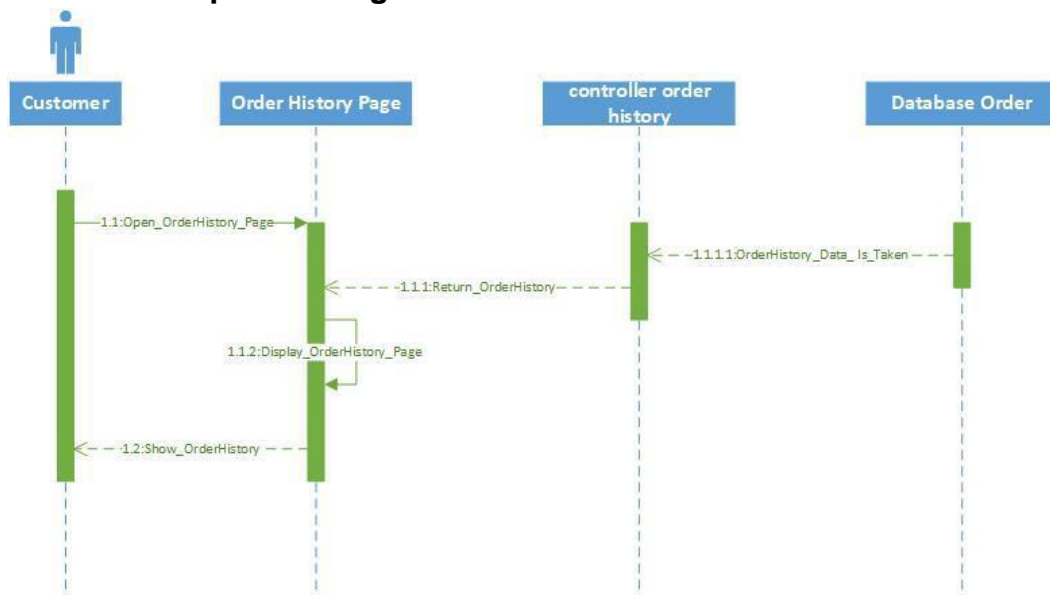 Customer
Order History Page
controller order
history
Database Order
1.1:Open_OrderHistory_Page
1.1.1.1:OrderHistory_Data_ Is_Taken
1.1.1:Return_OrderHistory
1.1.2:Display_OrderHistory_Page
1.2:Show_OrderHistory